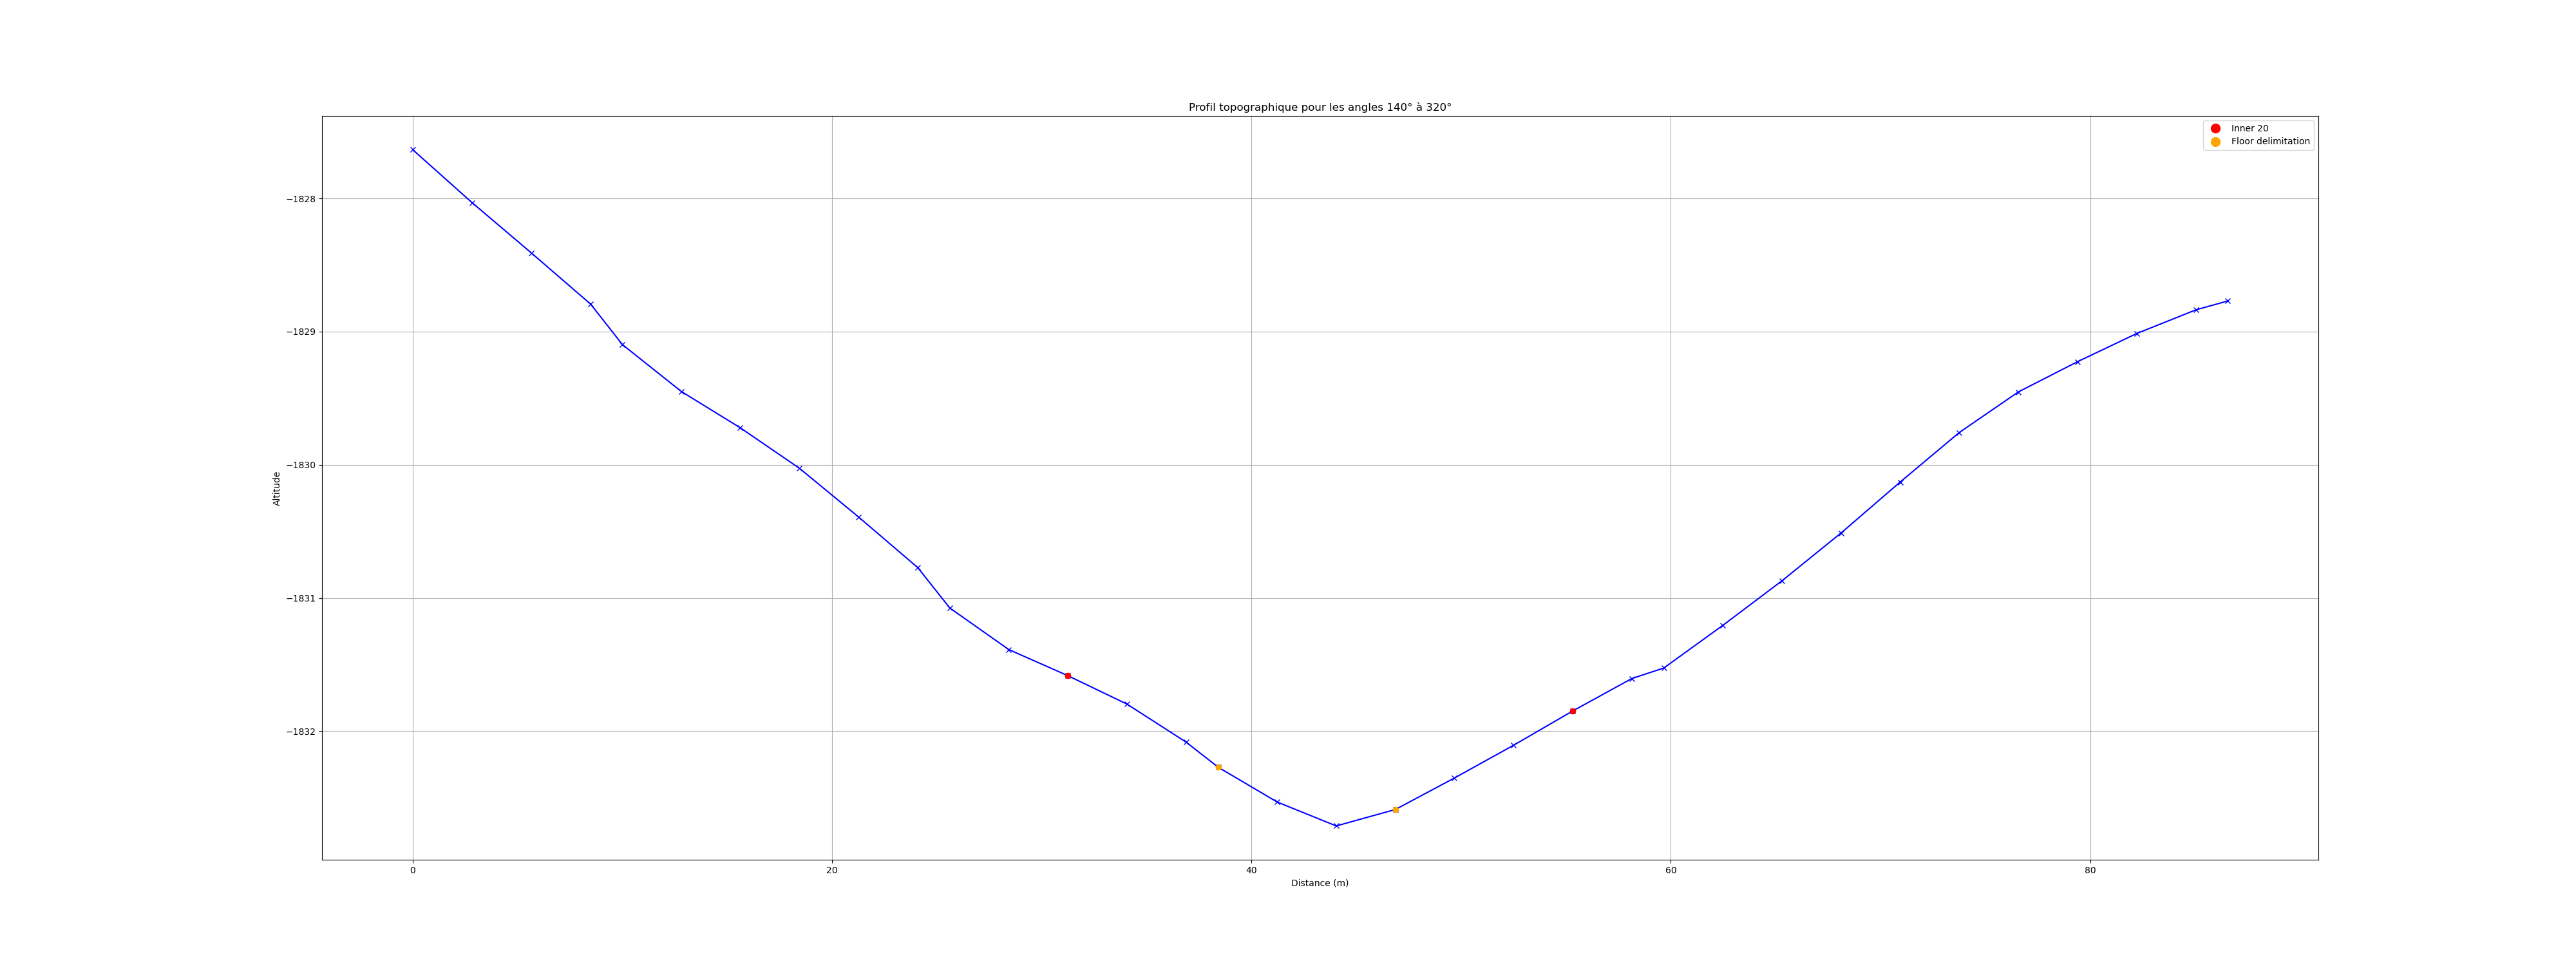 Profil topographique pour les angles 140° à 320°
Inner 20
Floor delimitation
−1828
−1829
−1830
−1831
−1832
Altitude
0
20
40
60
80
Distance (m)